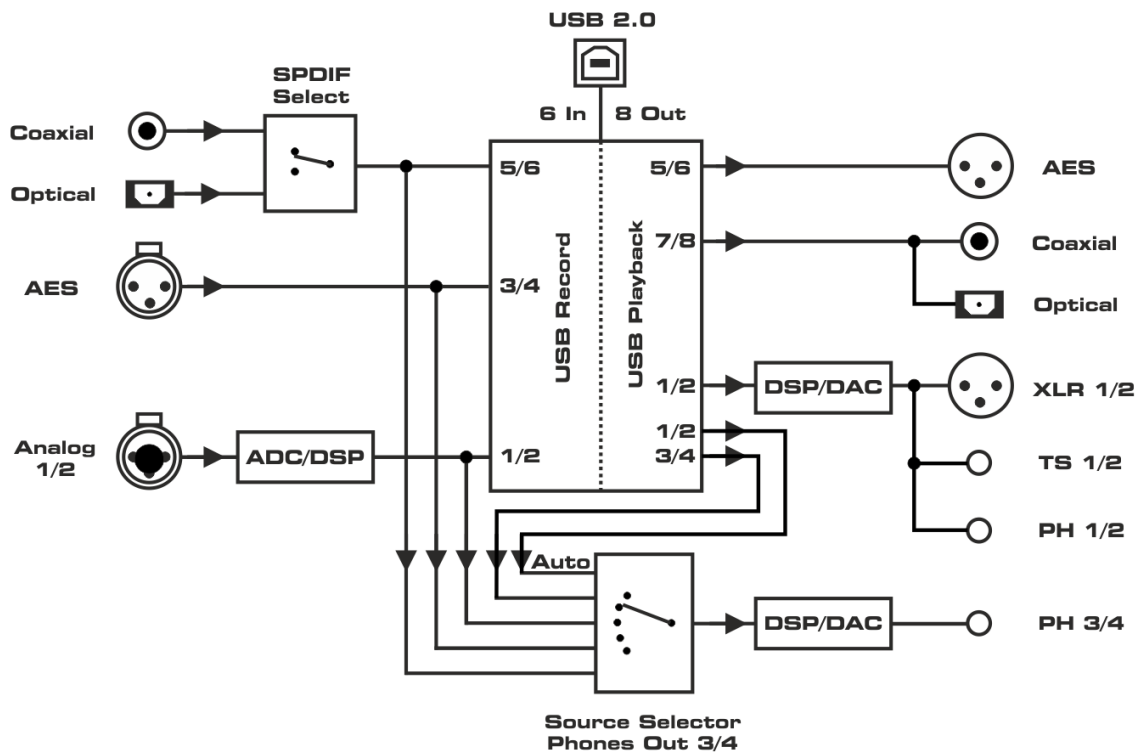 USB 2.0
SPDIF
Select
6 In
8 Out
Coaxial
Optical
AES
Analog
1/2
ADC/DSP
5/6
3/4
1/2
USB Record
USB Playback
5/6
7/8
1/2
1/2
3/4
DSP/DAC
AES
Coaxial
Optical
XLR 1/2
TS 1/2
PH 1/2
Auto
DSP/DAC
PH 3/4
Source Selector
Phones Out 3/4